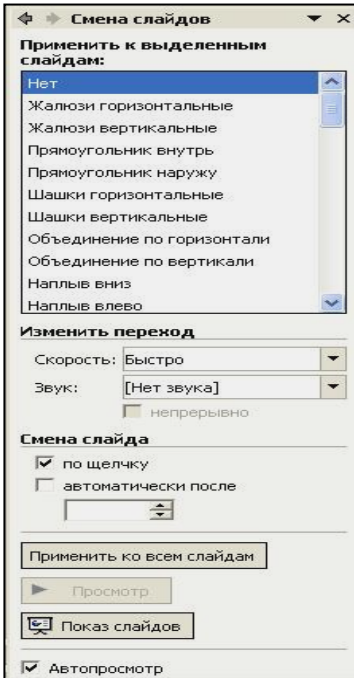 Смена слайдов
Применить к выделенным
слайдам:
Нет
Жалюзи горизонтальные
Жалюзи вертикальные
Прямоугольник внутрь
Прямоугольник наружу
Шашки горизонтальные
Шашки вертикальные
Объединение по горизонтали
Объединение по вертикали
Наплыв вниз
Наплыв влево
Изменить переход
Скорость: Быстро
Звук: [Нет звука]
непрерывно
Смена слайда
по щелчку
автоматически после
Применить ко всем слайдам
Просмотр
Показ слайдов
Автопросмотр